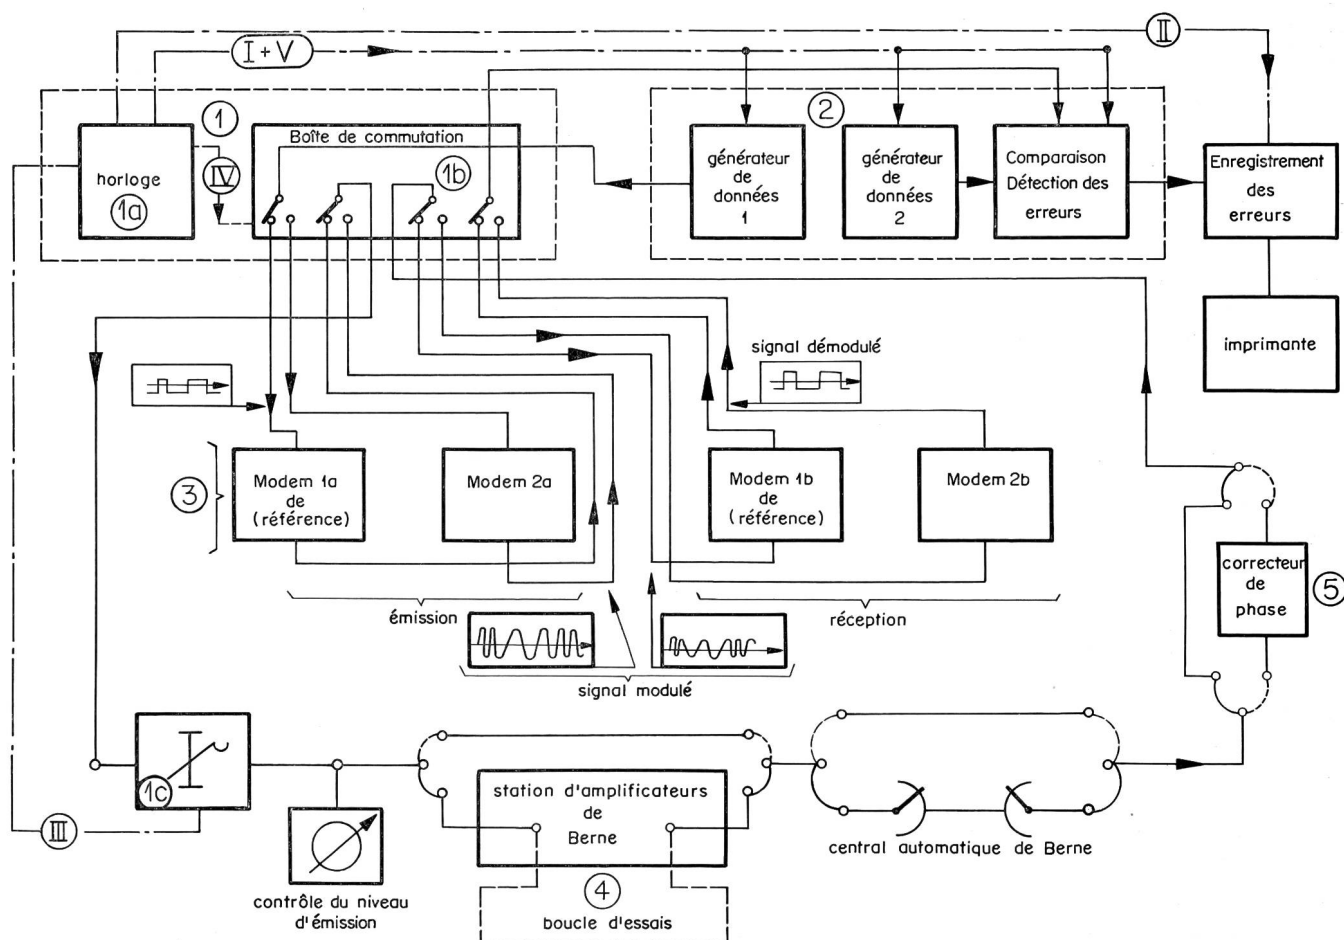 II
I+V
1
2
Boîte de commutation
horloge
1a
IV
1b
générateur
de
données
1
générateur
de
données
2
Comparaison
Détection des
erreurs
Enregistrement
des
erreurs
imprimante
signal démodulé
3
Modem 1a
de
(référence)
Modem 2a
Modem 1b
de
(référence)
Modem 2b
correcteur
de
phase
5
émission
réception
signal modulé
1c
III
station d'amplificateurs
de
Berne
central automatique de Berne
contrôle du niveau
d'émission
4
boucle d'essais